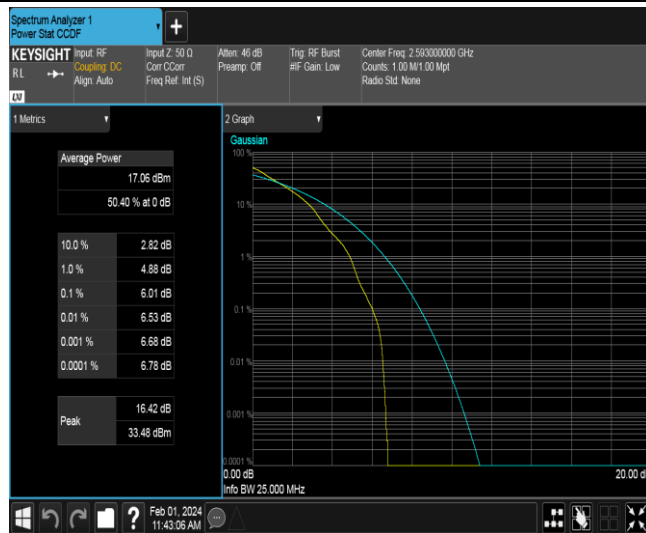 Spectrum Analyzer 1
Power Stat CCDF
+
KEYSIGHT
RL
Input: RF
Coupling: DC
Align: Auto
Input Z: 50 Ω
Corr CCorr
Freq Ref: Int (S)
Atten: 46 dB
Preamp: Off
Trig: RF Burst
#IF Gain: Low
Center Freq: 2.593000000 GHz
Counts: 1.00 M/1.00 Mpt
Radio Std: None
1 Metrics
Average Power
17.06 dBm
50.40 % at 0 dB
10.0 % 2.82 dB
1.0 % 4.88 dB
0.1 % 6.01 dB
0.01 % 6.53 dB
0.001 % 6.68 dB
0.0001 % 6.78 dB
Peak
16.42 dB
33.48 dBm
2 Graph
Gaussian
100 %
10 %
1 %
0.1 %
0.01 %
0.001 %
0.0001 %
0.00 dB
20.00 d
Info BW 25.000 MHz
?
Feb 01, 2024
11:43:06 AM